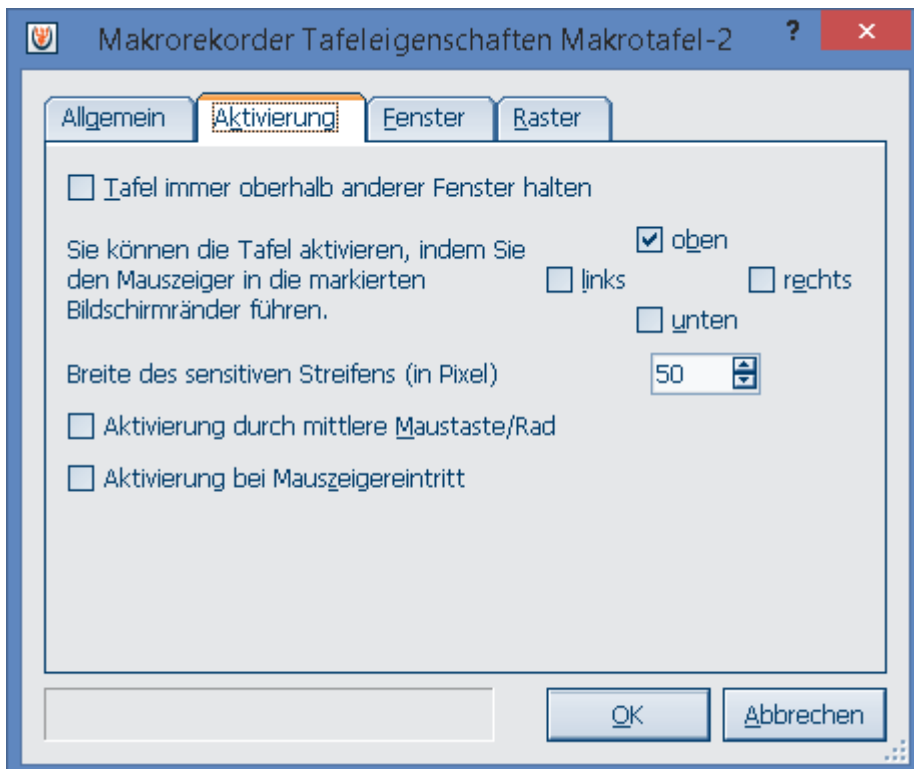 Makrorekorder Tafeleigenschaften Makrotafel-2 ? ×
Allgemein Aktivierung Fenster Raster
Tafel immer oberhalb anderer Fenster halten
Sie können die Tafel aktivieren, indem Sie
den Mauszeiger in die markierten
Bildschirmränder führen.
oben
links rechts
unten
Breite des sensitiven Streifens (in Pixel) 50
Aktivierung durch mittlere Maustaste/Rad
Aktivierung bei Mauszeigereintritt
OK Abbrechen